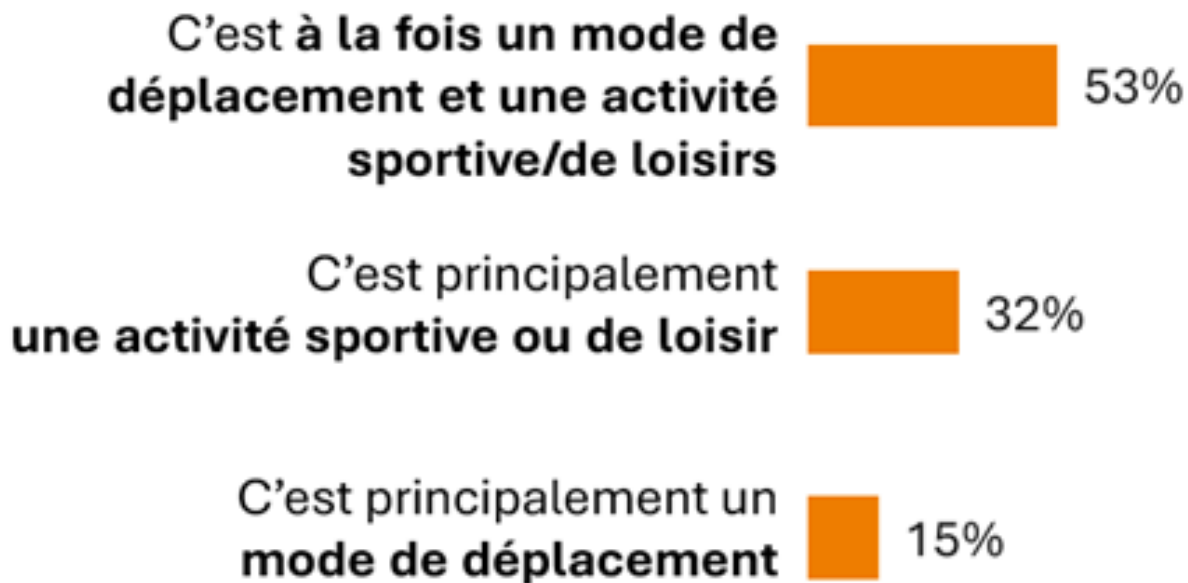 C’est à la fois un mode de
déplacement et une activité
sportive/de loisirs
53%
C’est principalement
une activité sportive ou de loisir
32%
C’est principalement un
mode de déplacement
15%